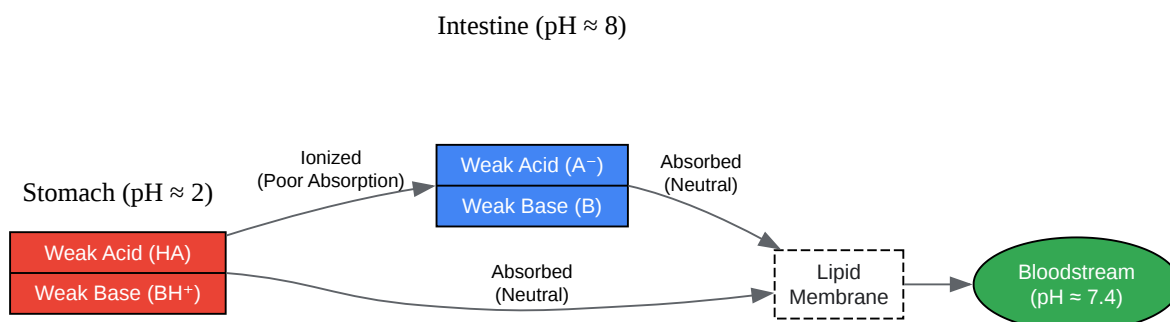 Intestine (pH ≈ 8)
Ionized
(Poor Absorption)
Weak Acid (A⁻)
Weak Base (B)
Absorbed
(Neutral)
Stomach (pH ≈ 2)
Weak Acid (HA)
Weak Base (BH⁺)
Absorbed
(Neutral)
Lipid
Membrane
Bloodstream
(pH ≈ 7.4)